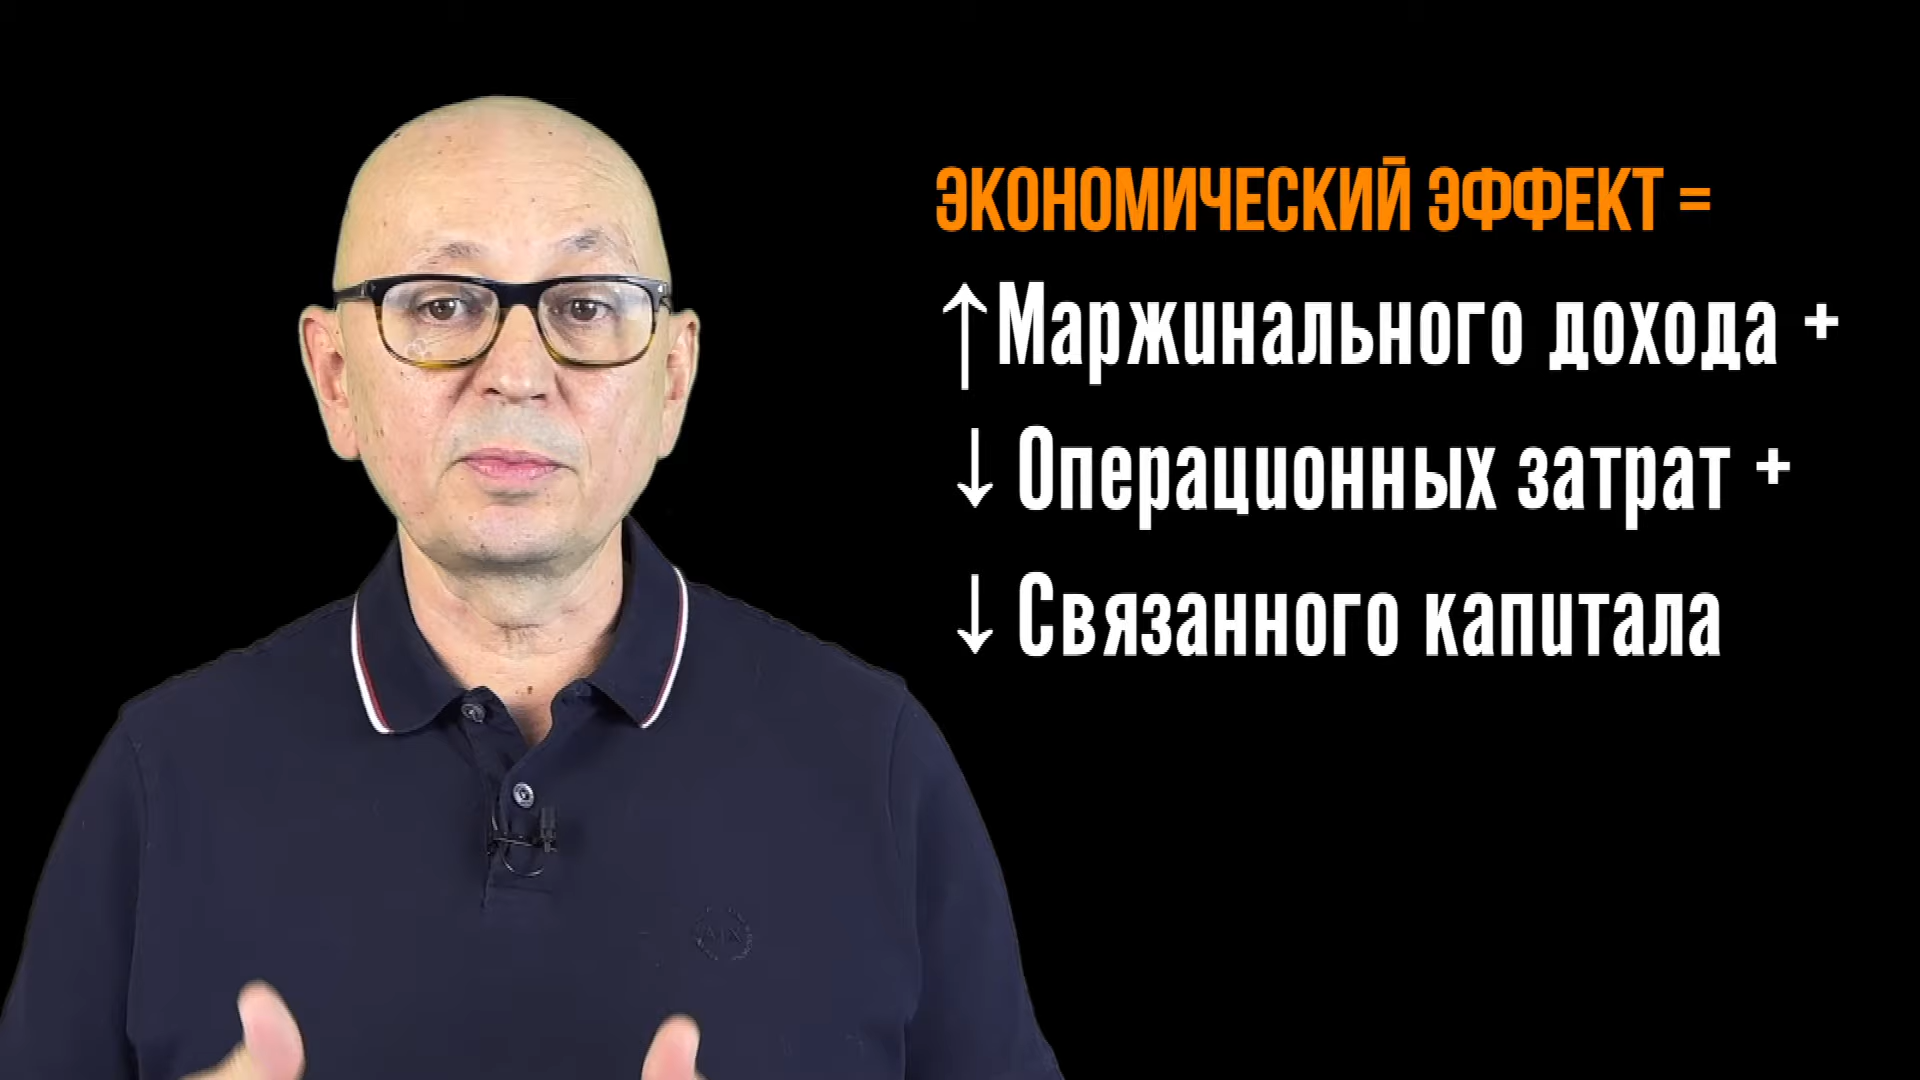 ЭКОНОМИЧЕСКИЙ ЭФФЕКТ =
↑Маржинального дохода +
↓ Операционных затрат +
↓ Связанного капитала
A|X